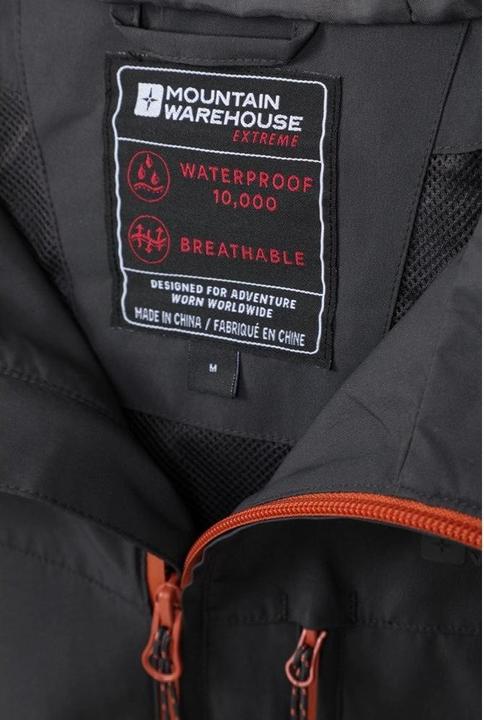 MOUNTAIN
WAREHOUSE
EXTREME
WATERPROOF
10,000
BREATHABLE
DESIGNED FOR ADVENTURE
WORN WORLDWIDE
MADE IN CHINA / FABRIQUÉ EN CHINE
M